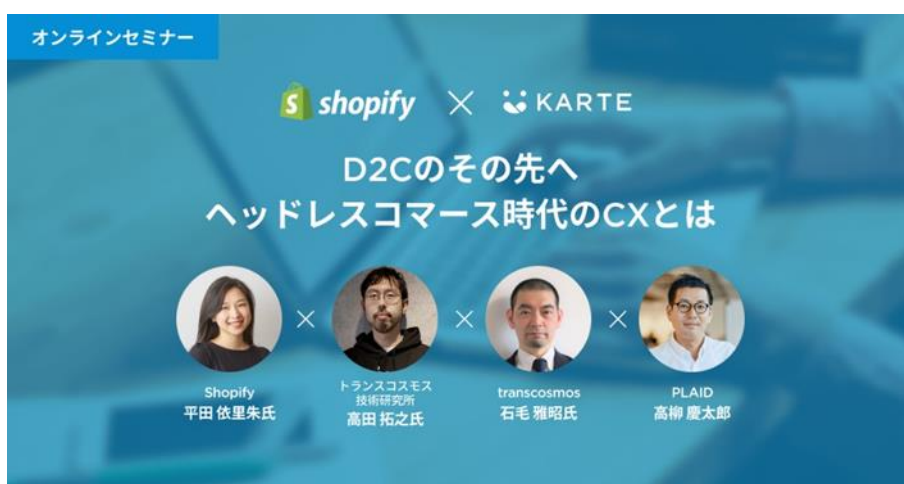 オンラインセミナー
shopify × KARTE
D2Cのその先へ
ヘッドレスコマース時代のCXとは
× × ×
Shopify
平田 依里朱氏
トランスコスモス
技術研究所
高田 拓之氏
transcosmos
石毛 雅昭氏
PLAID
高柳 慶太郎